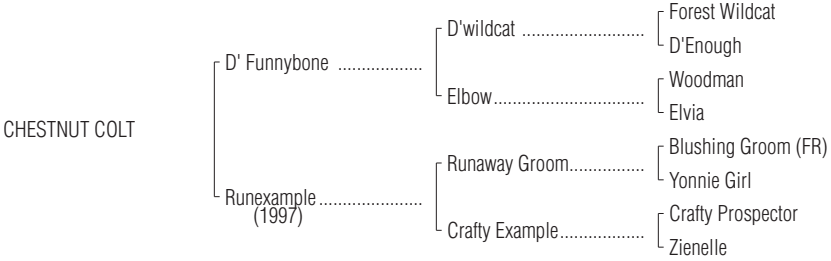 Forest Wildcat
D'wildcat ........................
D'Enough
D' Funnybone .................
Woodman
Elbow..............................
Elvia
CHESTNUT COLT
Blushing Groom (FR)
Runaway Groom...............
Yonnie Girl
Runexample.....................
(1997)
Crafty Prospector
Crafty Example.................
Zienelle